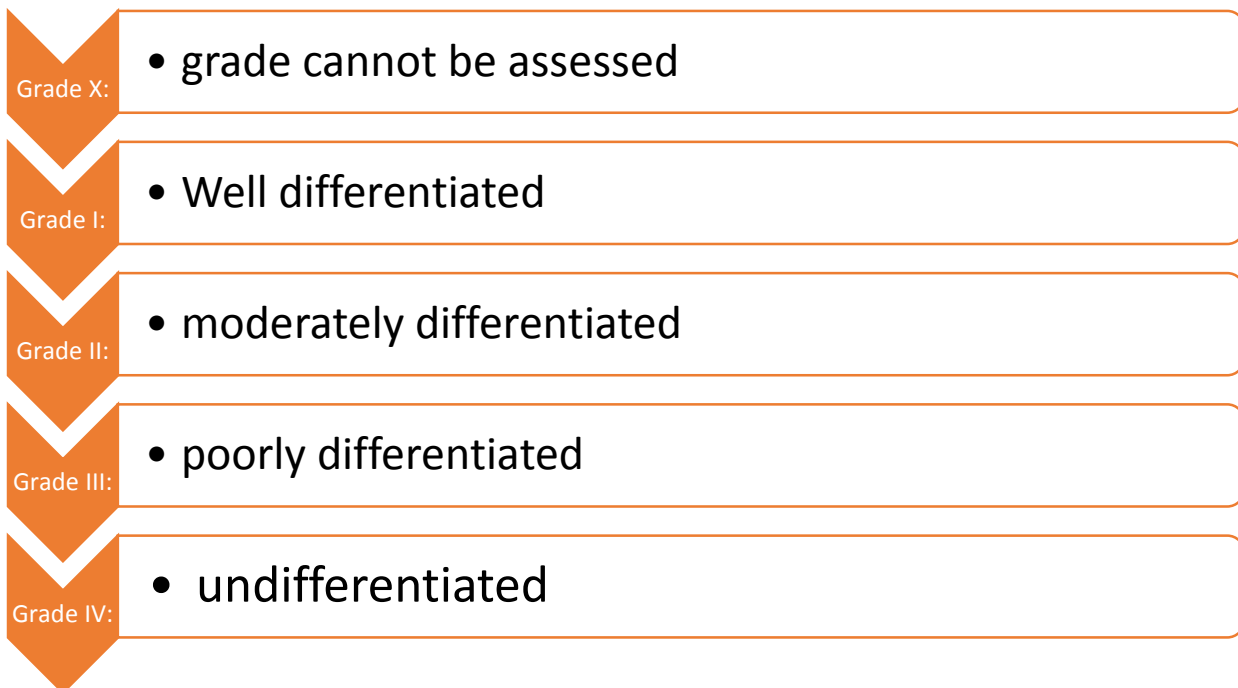 Grade X:
• grade cannot be assessed
Grade I:
• Well differentiated
Grade II:
• moderately differentiated
Grade III:
• poorly differentiated
Grade IV:
• undifferentiated